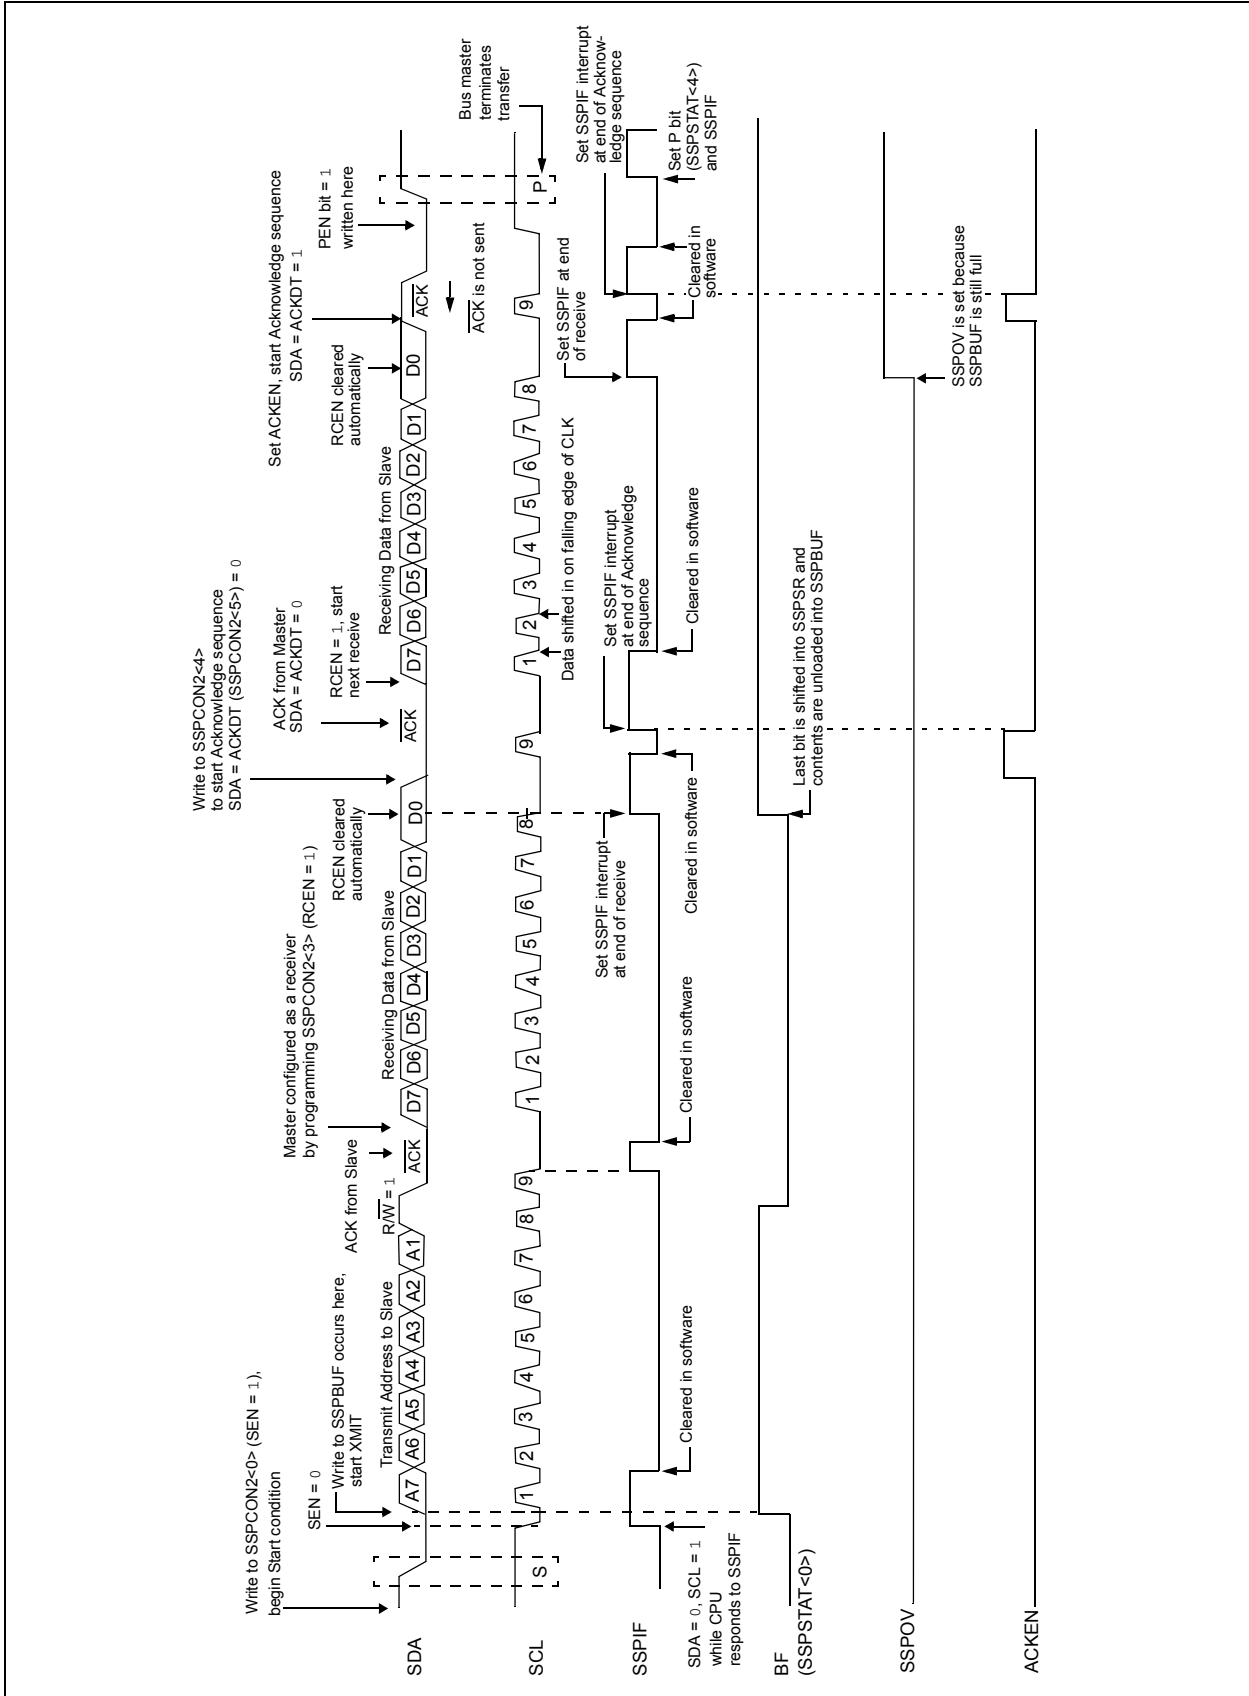 Write to SSPCON2<0> (SEN = 1),
begin Start condition
SEN = 0
Write to SSPBUF occurs here,
start XMIT
Transmit Address to Slave
R/W = 1
ACK from Slave
Master configured as a receiver
by programming SSPCON2<3> (RCEN = 1)
Receiving Data from Slave
RCEN cleared
automatically
Write to SSPCON2<4>
to start Acknowledge sequence
SDA = ACKDT (SSPCON2<5>) = 0
ACK from Master
SDA = ACKDT = 0
RCEN = 1, start
next receive
Receiving Data from Slave
RCEN cleared
automatically
Set ACKEN, start Acknowledge sequence
SDA = ACKDT = 1
PEN bit = 1
written here
SDA
A7 A6 A5 A4 A3 A2 A1
ACK
D7 D6 D5 D4 D3 D2 D1 D0
ACK
D7 D6 D5 D4 D3 D2 D1 D0
ACK
ACK is not sent
Bus master
terminates
transfer
SCL
S
1 2 3 4 5 6 7 8 9
1 2 3 4 5 6 7 8 9
1 2 3 4 5 6 7 8 9
P
Data shifted in on falling edge of CLK
Set SSPIF interrupt
at end of receive
Set SSPIF interrupt
at end of Acknowledge
sequence
Set SSPIF at end
of receive
Set SSPIF interrupt
at end of Acknow-
ledge sequence
SSPIF
SDA = 0, SCL = 1
while CPU
responds to SSPIF
Cleared in software
Cleared in software
Cleared in software
Cleared in software
Cleared in
software
Set P bit
(SSPSTAT<4>)
and SSPIF
BF
(SSPSTAT<0>)
Last bit is shifted into SSPSR and
contents are unloaded into SSPBUF
SSPOV
SSPOV is set because
SSPBUF is still full
ACKEN